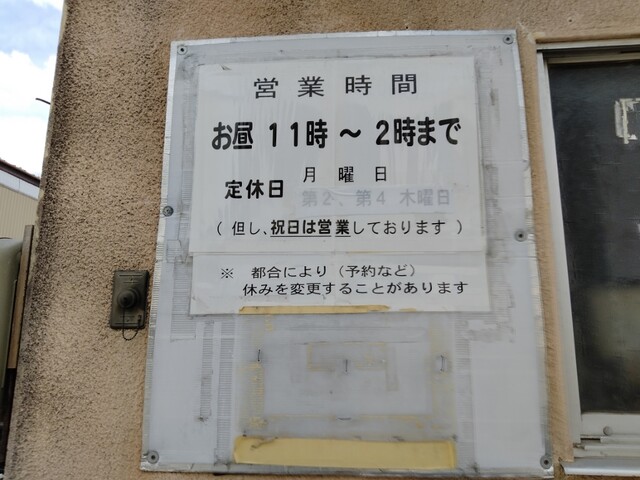 営業時間
お昼 11時 ～ 2時まで
定休日 月曜日
第2、第4 木曜日
( 但し、祝日は営業しております )
※ 都合により（予約など）
休みを変更することがあります